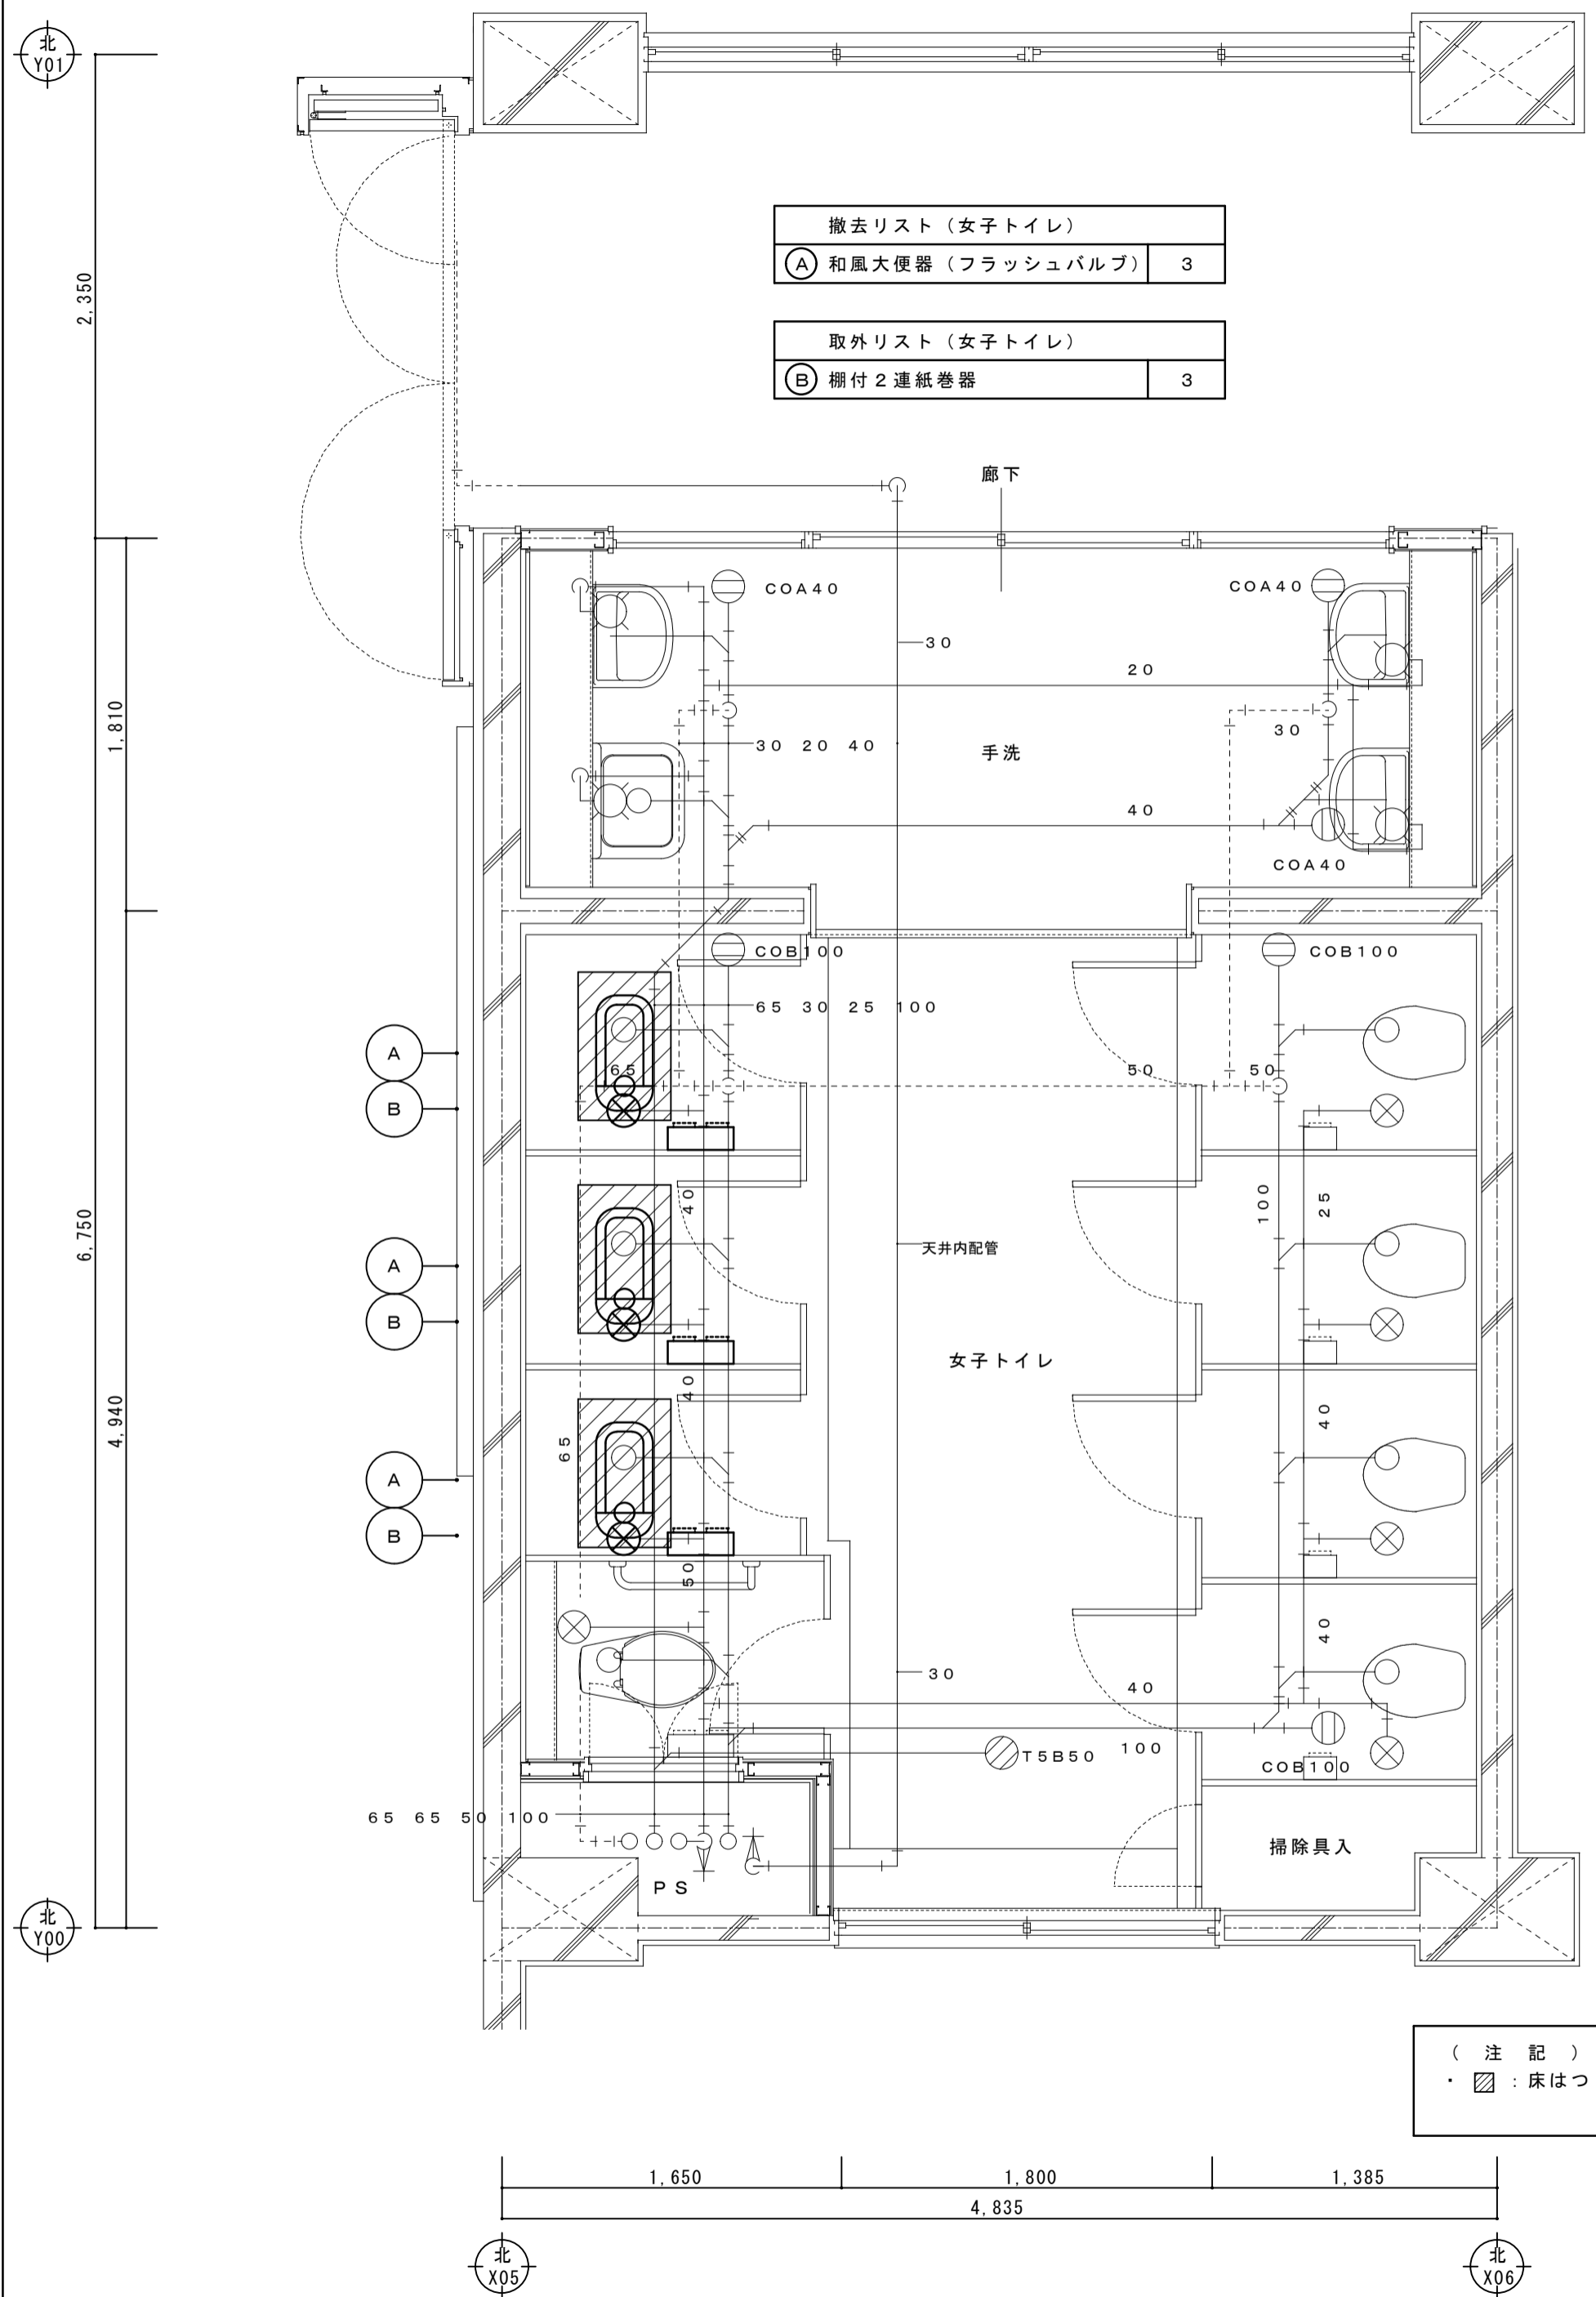 北
Y01
撤去リスト（女子トイレ）
A 和風大便器（フラッシュバルブ） 3
2,350
取外リスト（女子トイレ）
B 棚付２連紙巻器 3
廊下
COA40
COA40
30
20
1,810
30
30 20 40
手洗
40
COA40
COB100
COB100
65 30 25 100
A
65
50
50
B
40
100
25
6,750
天井内配管
A
B
女子トイレ
40
40
4,940
65
A
B
50
40
30
40
T5B50
100
COB100
65 65 50 100
掃除具入
PS
北
Y00
（ 注 記 ）
・ ：床はつ
1,650
1,800
1,385
4,835
北
X05
北
X06